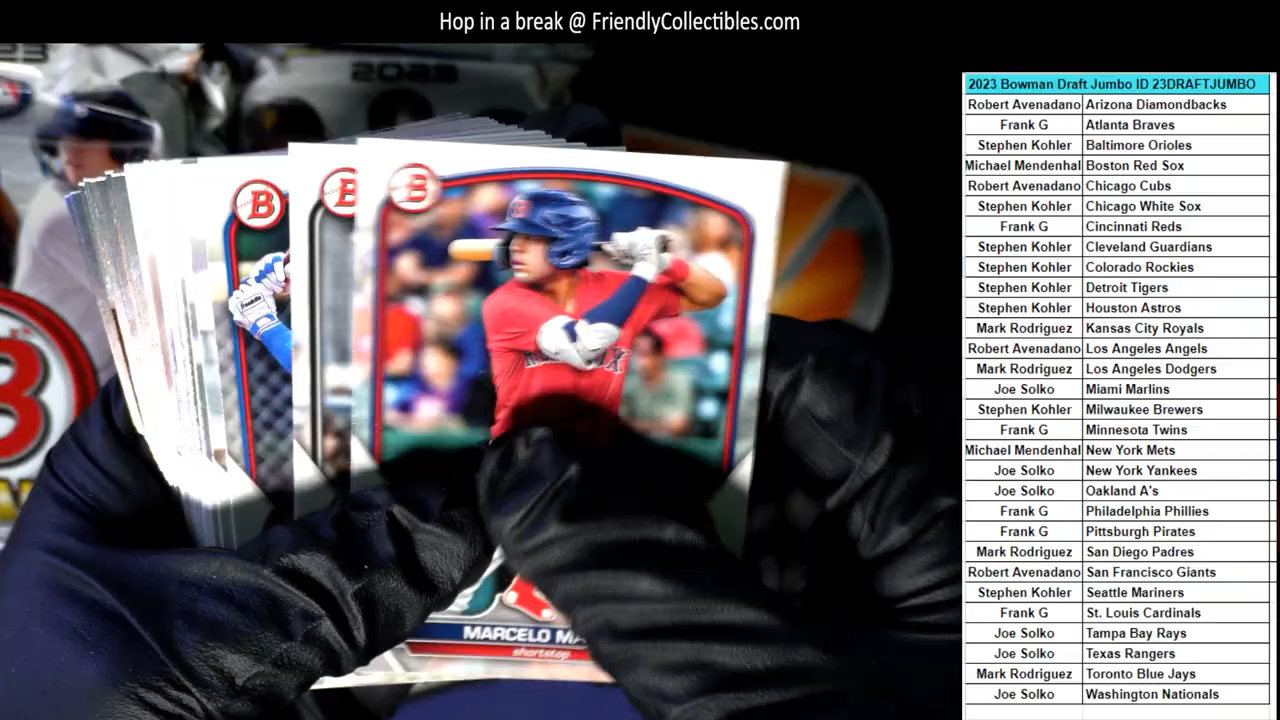 Hop in a break @ FriendlyCollectibles.com
2023
B
B
B
B
MARCELO
shortstop
2023 Bowman Draft Jumbo ID 23DRAFTJUMBO
Robert Avenadano Arizona Diamondbacks
Frank G Atlanta Braves
Stephen Kohler Baltimore Orioles
Michael Mendenhal Boston Red Sox
Robert Avenadano Chicago Cubs
Stephen Kohler Chicago White Sox
Frank G Cincinnati Reds
Stephen Kohler Cleveland Guardians
Stephen Kohler Colorado Rockies
Stephen Kohler Detroit Tigers
Stephen Kohler Houston Astros
Mark Rodriguez Kansas City Royals
Robert Avenadano Los Angeles Angels
Mark Rodriguez Los Angeles Dodgers
Joe Solko Miami Marlins
Stephen Kohler Milwaukee Brewers
Frank G Minnesota Twins
Michael Mendenhal New York Mets
Joe Solko New York Yankees
Joe Solko Oakland A's
Frank G Philadelphia Phillies
Frank G Pittsburgh Pirates
Mark Rodriguez San Diego Padres
Robert Avenadano San Francisco Giants
Stephen Kohler Seattle Mariners
Frank G St. Louis Cardinals
Joe Solko Tampa Bay Rays
Joe Solko Texas Rangers
Mark Rodriguez Toronto Blue Jays
Joe Solko Washington Nationals